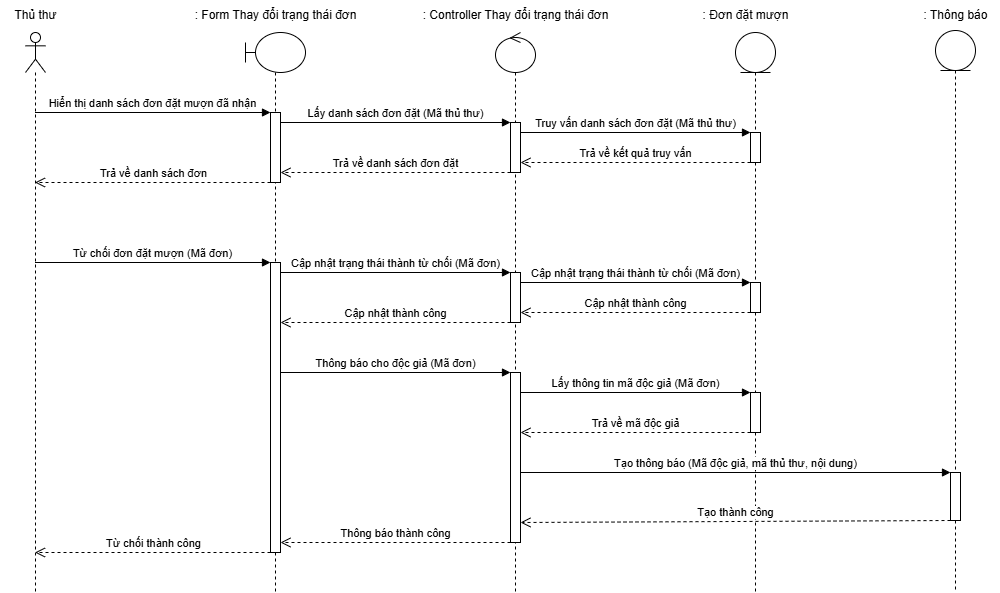 Thủ thư
: Form Thay đổi trạng thái đơn
: Controller Thay đổi trạng thái đơn
: Đơn đặt mượn
: Thông báo
Hiển thị danh sách đơn đặt mượn đã nhận
Lấy danh sách đơn đặt (Mã thủ thư)
Truy vấn danh sách đơn đặt (Mã thủ thư)
Trả về kết quả truy vấn
Trả về danh sách đơn đặt
Trả về danh sách đơn
Từ chối đơn đặt mượn (Mã đơn)
Cập nhật trạng thái thành từ chối (Mã đơn)
Cập nhật trạng thái thành từ chối (Mã đơn)
Cập nhật thành công
Cập nhật thành công
Thông báo cho độc giả (Mã đơn)
Lấy thông tin mã độc giả (Mã đơn)
Trả về mã độc giả
Tạo thông báo (Mã độc giả, mã thủ thư, nội dung)
Tạo thành công
Thông báo thành công
Từ chối thành công